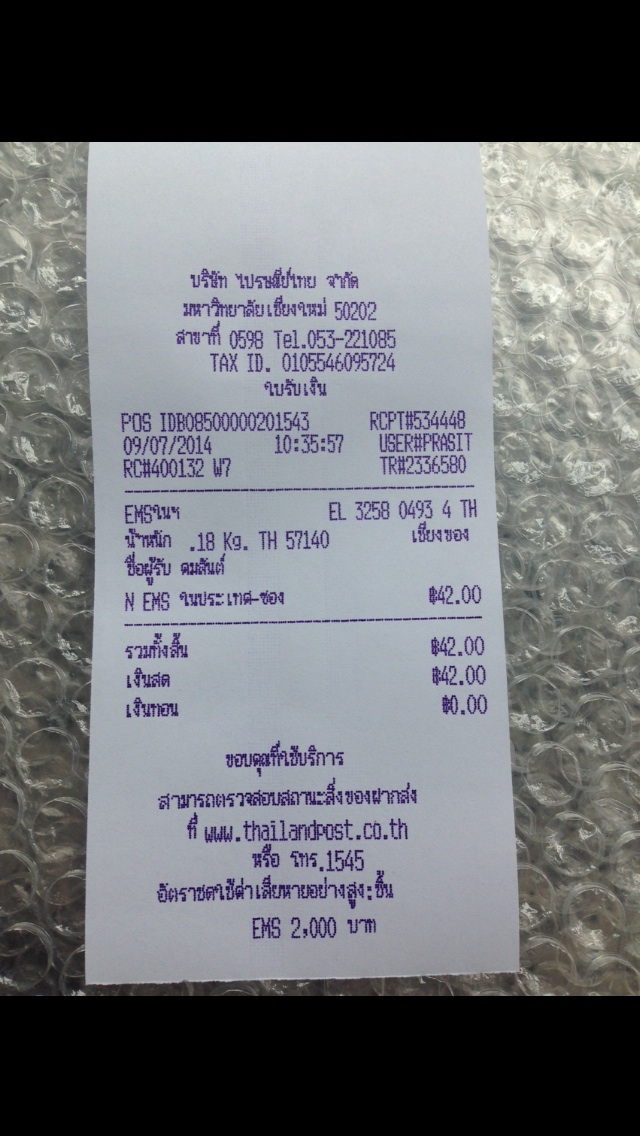 บริษัท ไปรษณีย์ไทย จำกัด
มหาวิทยาลัยเชียงใหม่ 50202
สาขาที่ 0598 Tel.053-221085
TAX ID. 0105546095724
ใบรับเงิน
POS IDB08500000201543 RCPT#534448
09/07/2014 10:35:57 USER#PRASIT
RC#400132 W7 TR#2336580
EMSในฯ EL 3258 0493 4 TH
น้ำหนัก .18 Kg. TH 57140 เชียงของ
ชื่อผู้รับ คมสันต์
N EMS ในประเทศ-ซอง ฿42.00
รวมทั้งสิ้น ฿42.00
เงินสด ฿42.00
เงินทอน ฿0.00
ขอบคุณที่ใช้บริการ
สามารถตรวจสอบสถานะสิ่งของฝากส่ง
ที่ www.thailandpost.co.th
หรือ โทร.1545
อัตราชดใช้ค่าเสียหายอย่างสูง:ชิ้น
EMS 2,000 บาท